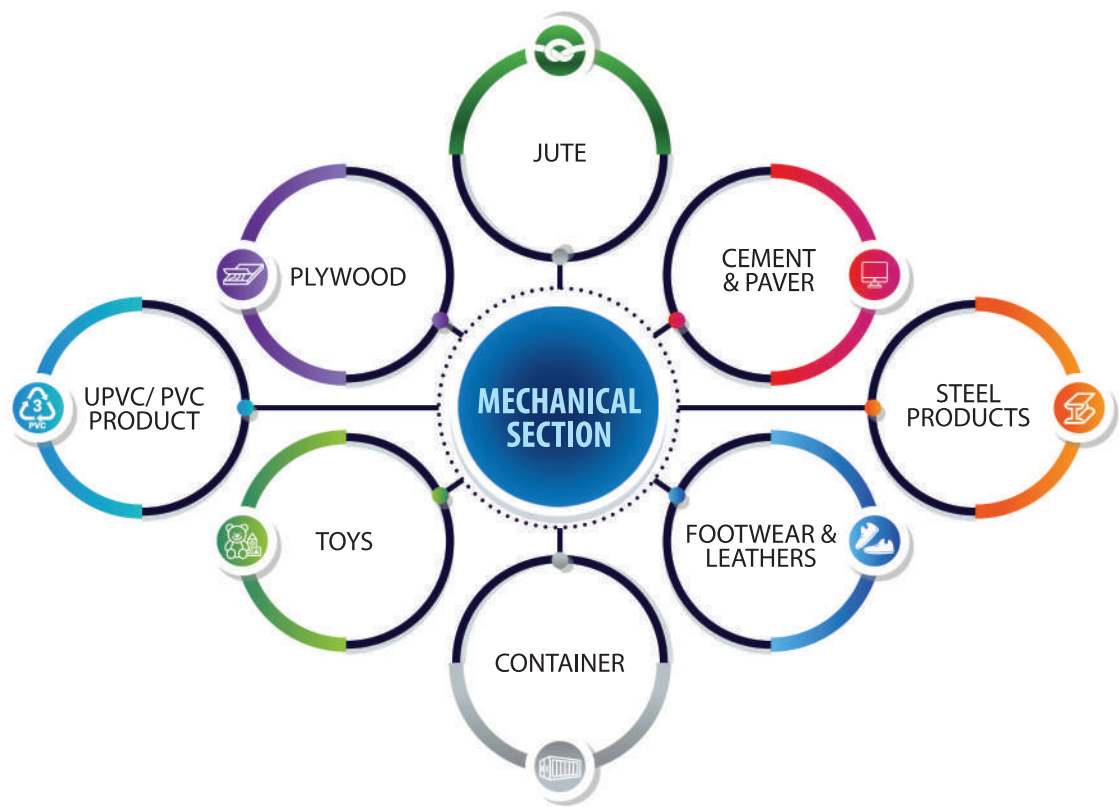 JUTE
PLYWOOD
CEMENT
& PAVER
UPVC/ PVC
PRODUCT
3
PVC
MECHANICAL
SECTION
STEEL
PRODUCTS
TOYS
FOOTWEAR &
LEATHERS
CONTAINER